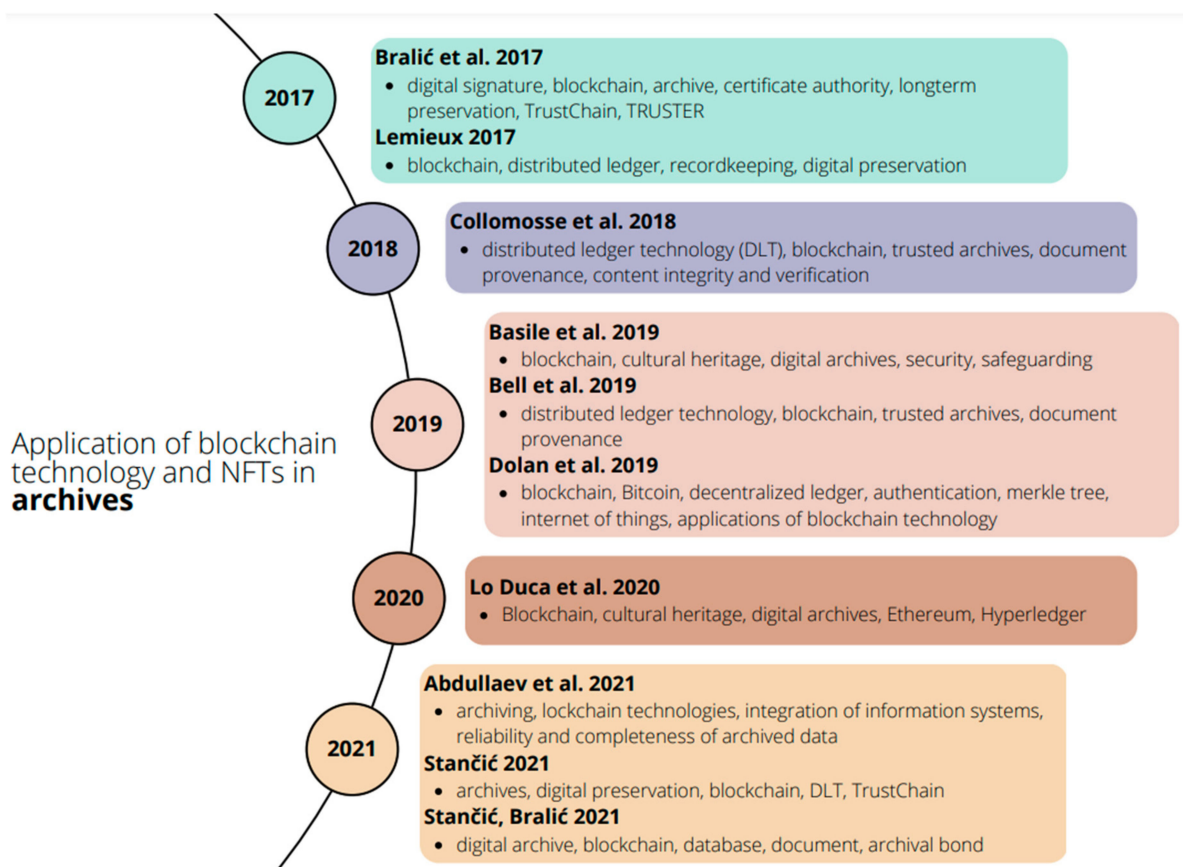 2017
Bralić et al. 2017
• digital signature, blockchain, archive, certificate authority, longterm
preservation, TrustChain, TRUSTER
Lemieux 2017
• blockchain, distributed ledger, recordkeeping, digital preservation
2018
Collomosse et al. 2018
• distributed ledger technology (DLT), blockchain, trusted archives, document
provenance, content integrity and verification
Application of blockchain
technology and NFTs in
archives
2019
Basile et al. 2019
• blockchain, cultural heritage, digital archives, security, safeguarding
Bell et al. 2019
• distributed ledger technology, blockchain, trusted archives, document
provenance
Dolan et al. 2019
• blockchain, Bitcoin, decentralized ledger, authentication, merkle tree,
internet of things, applications of blockchain technology
2020
Lo Duca et al. 2020
• Blockchain, cultural heritage, digital archives, Ethereum, Hyperledger
2021
Abdullaev et al. 2021
• archiving, lockchain technologies, integration of information systems,
reliability and completeness of archived data
Stančić 2021
• archives, digital preservation, blockchain, DLT, TrustChain
Stančić, Bralić 2021
• digital archive, blockchain, database, document, archival bond